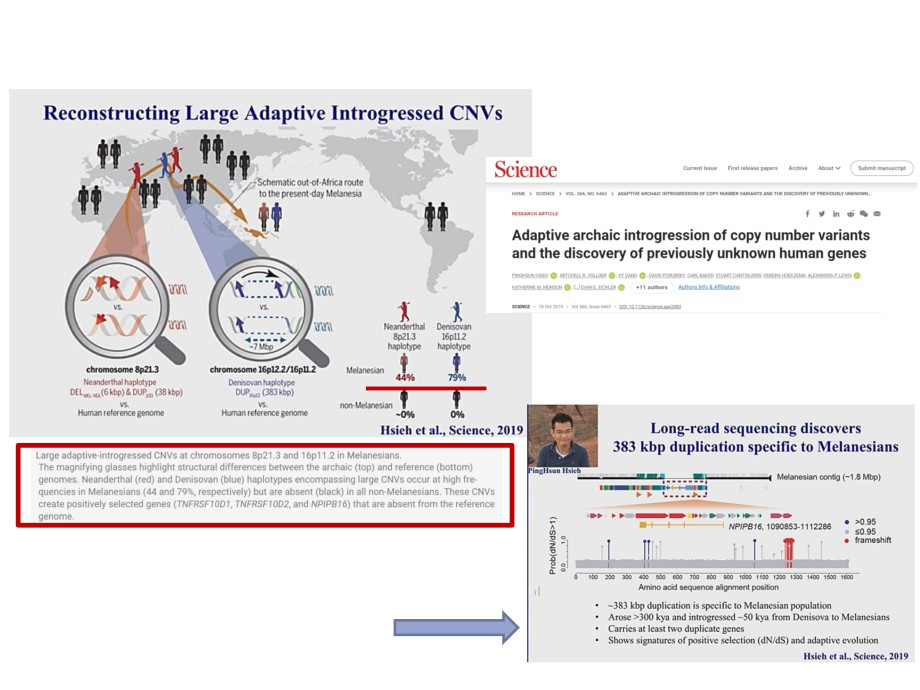 Reconstructing Large Adaptive Introgressed CNVs
Schematic out-of-Africa route
to the present-day Melanesia
vs.
vs.
~7 Mbp
chromosome 8p21.3
Neanderthal haplotype
DEL (6 kbp) & DUP (38 kbp)
vs.
Human reference genome
chromosome 16p12.2/16p11.2
Denisovan haplotype
DUP (383 kbp)
vs.
Human reference genome
Neanderthal
8p21.3
haplotype
Denisovan
16p11.2
haplotype
Melanesian
44%
79%
non-Melanesian
~0%
0%
Hsieh et al., Science, 2019
Large adaptive-introgressed CNVs at chromosomes 8p21.3 and 16p11.2 in Melanesians.
The magnifying glasses highlight structural differences between the archaic (top) and reference (bottom)
genomes. Neanderthal (red) and Denisovan (blue) haplotypes encompassing large CNVs occur at high fre-
quencies in Melanesians (44 and 79%, respectively) but are absent (black) in all non-Melanesians. These CNVs
create positively selected genes (TNFRSF10D1, TNFRSF10D2, and NPIPB16) that are absent from the reference
genome.
Science
Current Issue First release papers Archive About Submit manuscript
HOME > SCIENCE > VOL. 366, NO. 6463 > ADAPTIVE ARCHAIC INTROGRESSION OF COPY NUMBER VARIANTS AND THE DISCOVERY OF PREVIOUSLY UNKNOWN...
RESEARCH ARTICLE
Adaptive archaic introgression of copy number variants
and the discovery of previously unknown human genes
PINGHSUN HSIEH, MITCHELL R. VOLLGER, VY DANG, DAVID PORUBSKY, CARL BAKER, STUART CANTSILIERIS, KENDRA HOEKZEMA, ALEXANDRA P. LEWIS,
KATHERINE M. MUNSON, [...] EVAN E. EICHLER +11 authors Authors Info & Affiliations
SCIENCE • 18 Oct 2019 • Vol 366, Issue 6463
Long-read sequencing discovers
383 kbp duplication specific to Melanesians
PingHsun Hsieh
Melanesian contig (~1.8 Mbp)
NPIPB16, 1090853-1112286
>0.95
≤0.95
frameshift
Prob(dN/dS>1)
1.0
0.0
0 100 200 300 400 500 600 700 800 900 1000 1100 1200 1300 1400 1500 1600
Amino acid sequence alignment position
• ~383 kbp duplication is specific to Melanesian population
• Arose >300 kya and introgressed ~50 kya from Denisova to Melanesians
• Carries at least two duplicate genes
• Shows signatures of positive selection (dN/dS) and adaptive evolution
Hsieh et al., Science, 2019